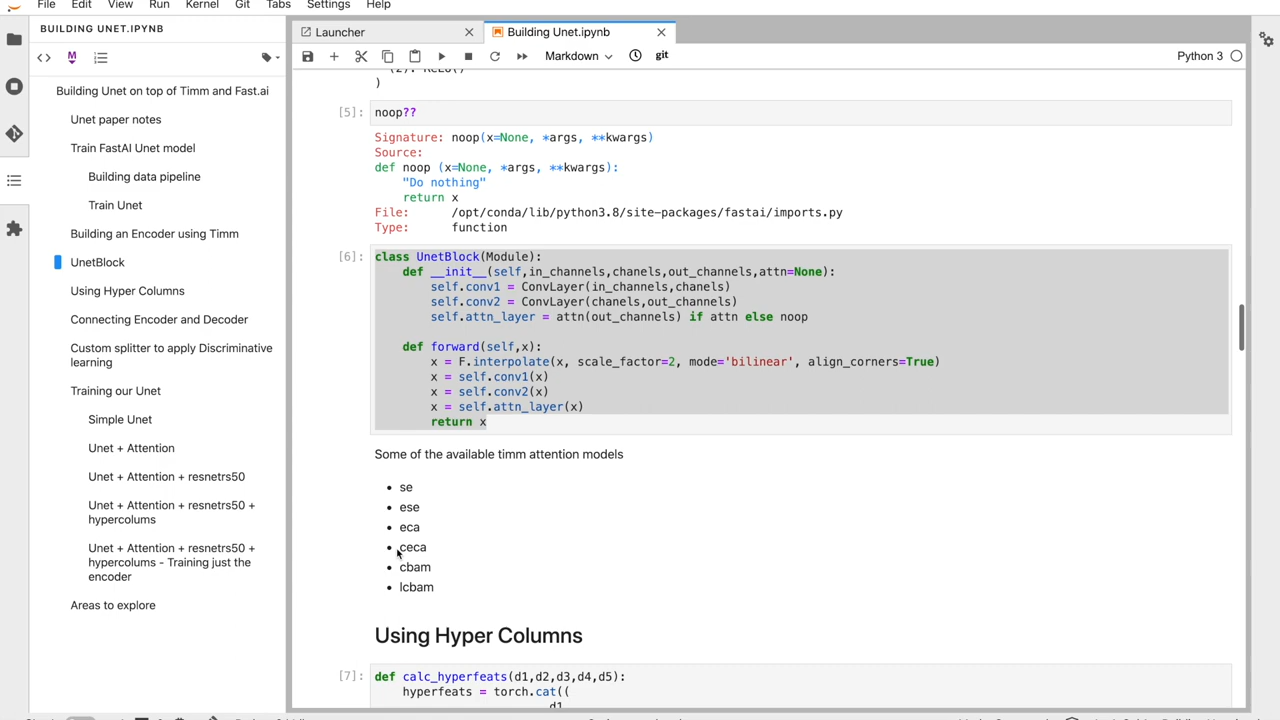 File Edit View Run Kernel Git Tabs Settings Help
BUILDING UNET.IPYNB
Building Unet on top of Timm and Fast.ai
Unet paper notes
Train FastAI Unet model
Building data pipeline
Train Unet
Building an Encoder using Timm
UnetBlock
Using Hyper Columns
Connecting Encoder and Decoder
Custom splitter to apply Discriminative
learning
Training our Unet
Simple Unet
Unet + Attention
Unet + Attention + resnetrs50
Unet + Attention + resnetrs50 +
hypercolums
Unet + Attention + resnetrs50 +
hypercolums - Training just the
encoder
Areas to explore
Launcher
Building Unet.ipynb
Markdown
git
Python 3
)
[5]:
noop??
Signature: noop(x=None, *args, **kwargs)
Source:
def noop (x=None, *args, **kwargs):
"Do nothing"
return x
File: /opt/conda/lib/python3.8/site-packages/fastai/imports.py
Type: function
[6]:
class UnetBlock(Module):
def __init__(self,in_channels,chanels,out_channels,attn=None):
self.conv1 = ConvLayer(in_channels,chanels)
self.conv2 = ConvLayer(chanels,out_channels)
self.attn_layer = attn(out_channels) if attn else noop
def forward(self,x):
x = F.interpolate(x, scale_factor=2, mode='bilinear', align_corners=True)
x = self.conv1(x)
x = self.conv2(x)
x = self.attn_layer(x)
return x
Some of the available timm attention models
se
ese
eca
ceca
cbam
lcbam
Using Hyper Columns
[7]:
def calc_hyperfeats(d1,d2,d3,d4,d5):
hyperfeats = torch.cat((
d1